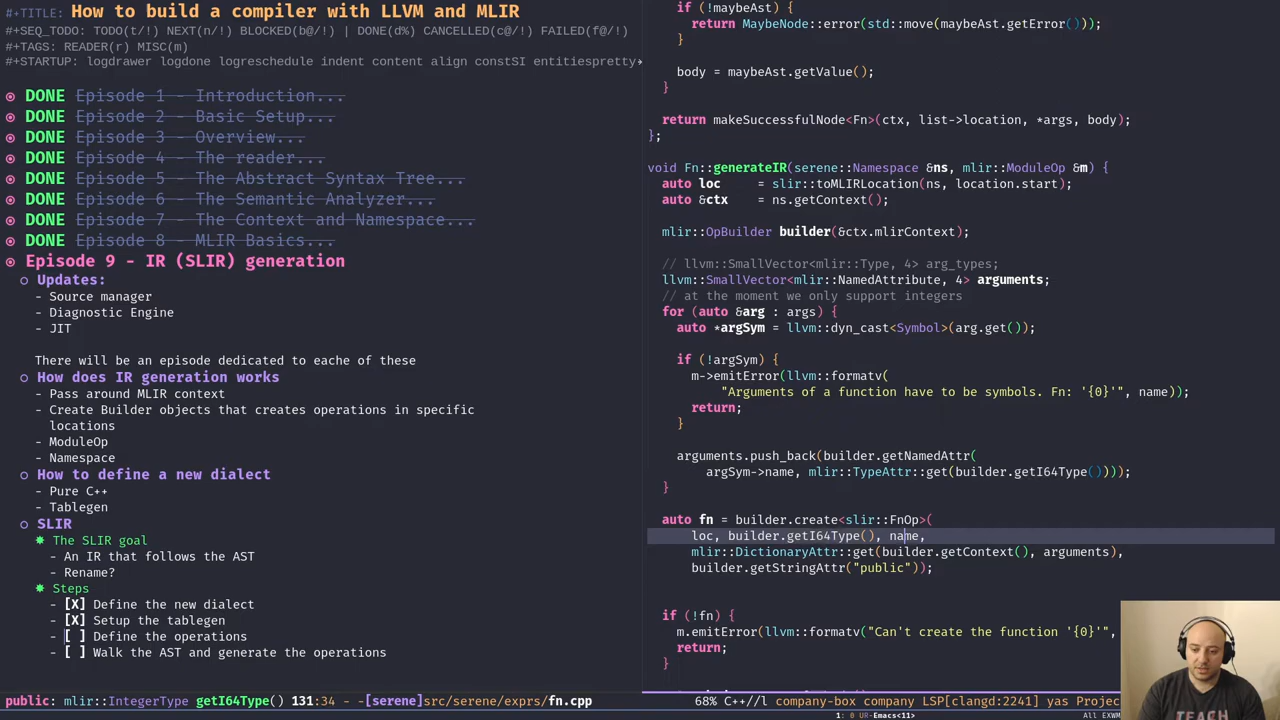 #+TITLE: How to build a compiler with LLVM and MLIR
#+SEQ_TODO: TODO(t/!) NEXT(n/!) BLOCKED(b@/!) | DONE(d%) CANCELLED(c@/!) FAILED(f@/!)
#+TAGS: READER(r) MISC(m)
#+STARTUP: logdrawer logdone logreschedule indent content align constSI entitiespretty
DONE Episode 1 - Introduction...
DONE Episode 2 - Basic Setup...
DONE Episode 3 - Overview...
DONE Episode 4 - The reader...
DONE Episode 5 - The Abstract Syntax Tree...
DONE Episode 6 - The Semantic Analyzer...
DONE Episode 7 - The Context and Namespace...
DONE Episode 8 - MLIR Basics...
Episode 9 - IR (SLIR) generation
Updates:
- Source manager
- Diagnostic Engine
- JIT
There will be an episode dedicated to eache of these
How does IR generation works
- Pass around MLIR context
- Create Builder objects that creates operations in specific
locations
- ModuleOp
- Namespace
How to define a new dialect
- Pure C++
- Tablegen
SLIR
The SLIR goal
- An IR that follows the AST
- Rename?
Steps
- [X] Define the new dialect
- [X] Setup the tablegen
- [ ] Define the operations
- [ ] Walk the AST and generate the operations
if (!maybeAst) {
return MaybeNode::error(std::move(maybeAst.getError()));
}
body = maybeAst.getValue();
}
return makeSuccessfulNode<Fn>(ctx, list->location, *args, body);
};
void Fn::generateIR(serene::Namespace &ns, mlir::ModuleOp &m) {
auto loc = slir::toMLIRLocation(ns, location.start);
auto &ctx = ns.getContext();
mlir::OpBuilder builder(&ctx.mlirContext);
// llvm::SmallVector<mlir::Type, 4> arg_types;
llvm::SmallVector<mlir::NamedAttribute, 4> arguments;
// at the moment we only support integers
for (auto &arg : args) {
auto *argSym = llvm::dyn_cast<Symbol>(arg.get());
if (!argSym) {
m->emitError(llvm::formatv(
"Arguments of a function have to be symbols. Fn: '{0}'", name));
return;
}
arguments.push_back(builder.getNamedAttr(
argSym->name, mlir::TypeAttr::get(builder.getI64Type())));
}
auto fn = builder.create<slir::FnOp>(
loc, builder.getI64Type(), name,
mlir::DictionaryAttr::get(builder.getContext(), arguments),
builder.getStringAttr("public"));
if (!fn) {
m.emitError(llvm::formatv("Can't create the function '{0}'",
return;
}
public: mlir::IntegerType getI64Type() 131:34 - -[serene]src/serene/exprs/fn.cpp 68% C++//l company-box company LSP[clangd:2241] yas Projec
1: 0 UR-Emacs<11> All EXWM
TEACH